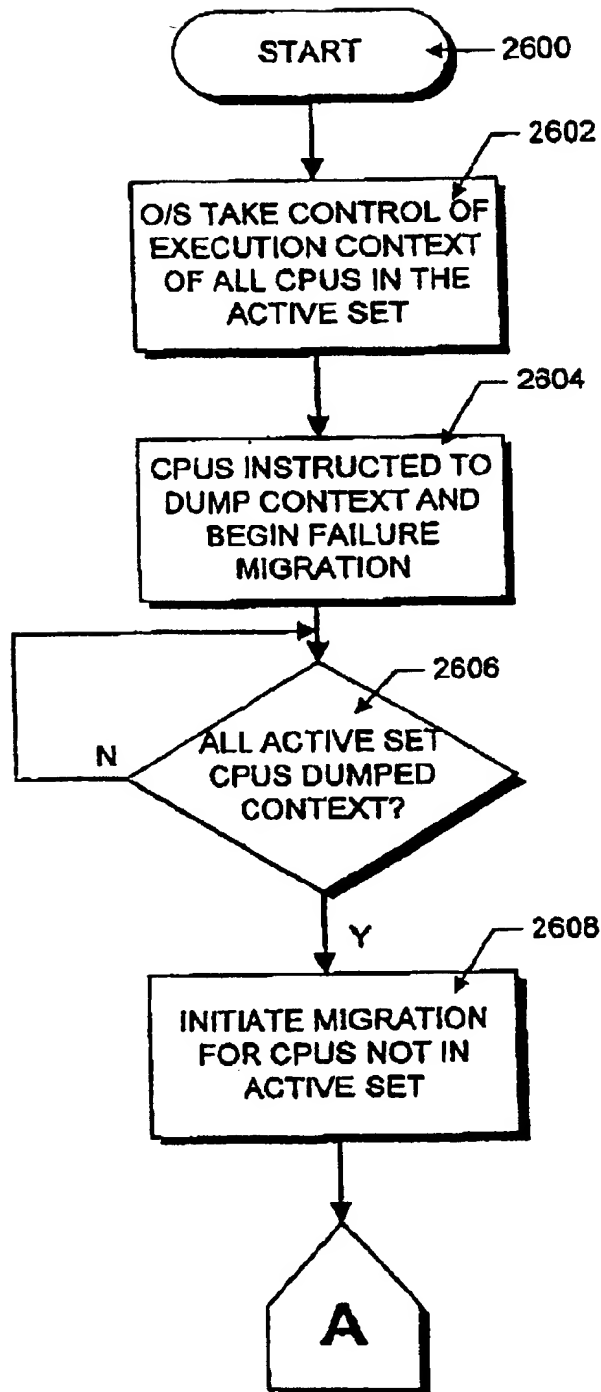 START
2600
2602
O/S TAKE CONTROL OF
EXECUTION CONTEXT
OF ALL CPUS IN THE
ACTIVE SET
2604
CPUS INSTRUCTED TO
DUMP CONTEXT AND
BEGIN FAILURE
MIGRATION
2606
N
ALL ACTIVE SET
CPUS DUMPED
CONTEXT?
Y
2608
INITIATE MIGRATION
FOR CPUS NOT IN
ACTIVE SET
A